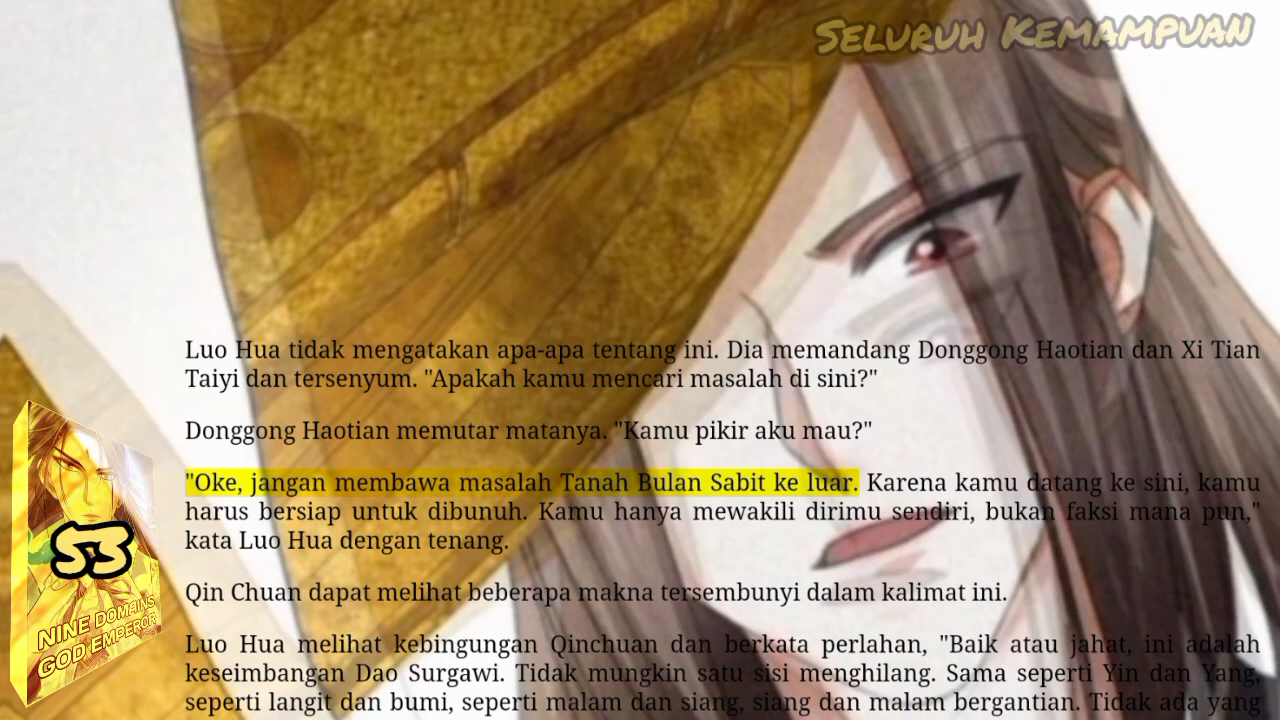 Seluruh Kemampuan
Luo Hua tidak mengatakan apa-apa tentang ini. Dia memandang Donggong Haotian dan Xi Tian
Taiyi dan tersenyum. "Apakah kamu mencari masalah di sini?"
Donggong Haotian memutar matanya. "Kamu pikir aku mau?"
"Oke, jangan membawa masalah Tanah Bulan Sabit ke luar. Karena kamu datang ke sini, kamu
harus bersiap untuk dibunuh. Kamu hanya mewakili dirimu sendiri, bukan faksi mana pun,"
kata Luo Hua dengan tenang.
Qin Chuan dapat melihat beberapa makna tersembunyi dalam kalimat ini.
Luo Hua melihat kebingungan Qinchuan dan berkata perlahan, "Baik atau jahat, ini adalah
keseimbangan Dao Surgawi. Tidak mungkin satu sisi menghilang. Sama seperti Yin dan Yang,
seperti langit dan bumi, seperti malam dan siang, siang dan malam bergantian. Tidak ada yang
53
NINE DOMAINS
GOD EMPEROR